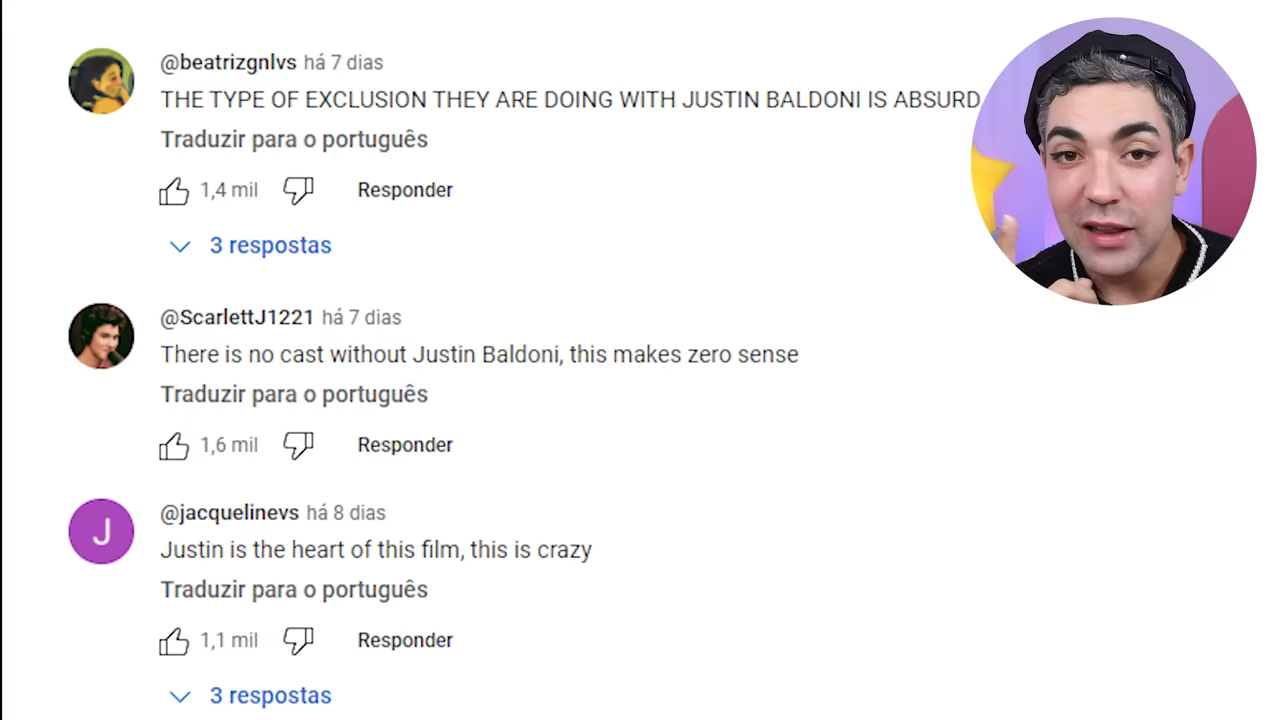 @beatrizgnlvs há 7 dias
THE TYPE OF EXCLUSION THEY ARE DOING WITH JUSTIN BALDONI IS ABSURD
Traduzir para o português
1,4 mil Responder
3 respostas
@ScarlettJ1221 há 7 dias
There is no cast without Justin Baldoni, this makes zero sense
Traduzir para o português
1,6 mil Responder
J
@jacquelinevs há 8 dias
Justin is the heart of this film, this is crazy
Traduzir para o português
1,1 mil Responder
3 respostas